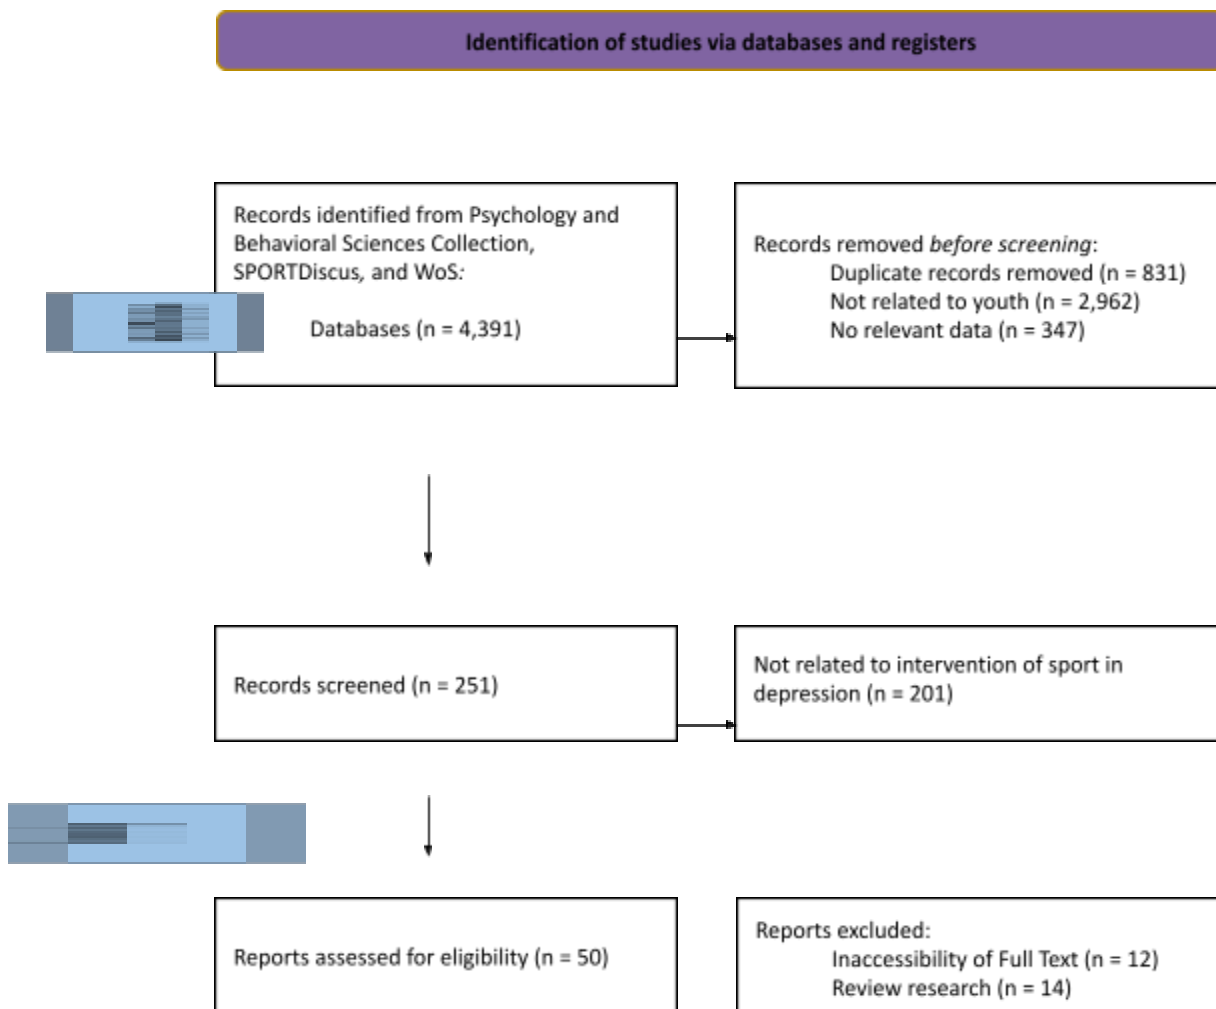 Identification of studies via databases and registers
Records identified from Psychology and
Behavioral Sciences Collection,
SPORTDiscus, and WoS:
Databases (n = 4,391)
Records removed before screening:
Duplicate records removed (n = 831)
Not related to youth (n = 2,962)
No relevant data (n = 347)
Records screened (n = 251)
Not related to intervention of sport in
depression (n = 201)
Reports assessed for eligibility (n = 50)
Reports excluded:
Inaccessibility of Full Text (n = 12)
Review research (n = 14)